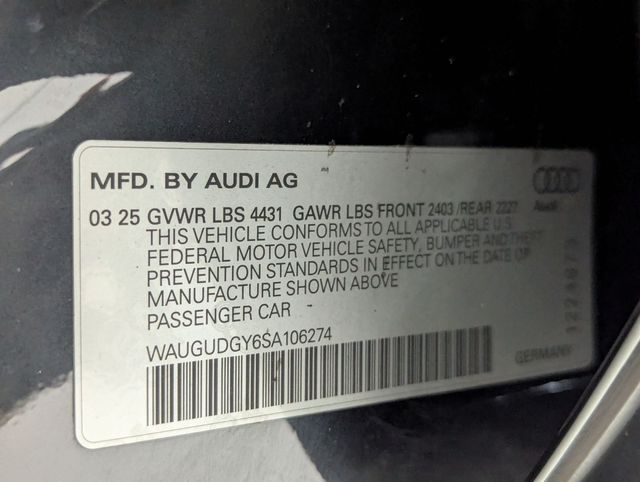 MFD. BY AUDI AG
Audi
03 25 GVWR LBS 4431 GAWR LBS FRONT 2403 /REAR 2227
THIS VEHICLE CONFORMS TO ALL APPLICABLE U.S
FEDERAL MOTOR VEHICLE SAFETY, BUMPER AND THEFT
PREVENTION STANDARDS IN EFFECT ON THE DATE OF
MANUFACTURE SHOWN ABOVE
PASSENGER CAR
WAUGUDGY6SA106274
GERMANY